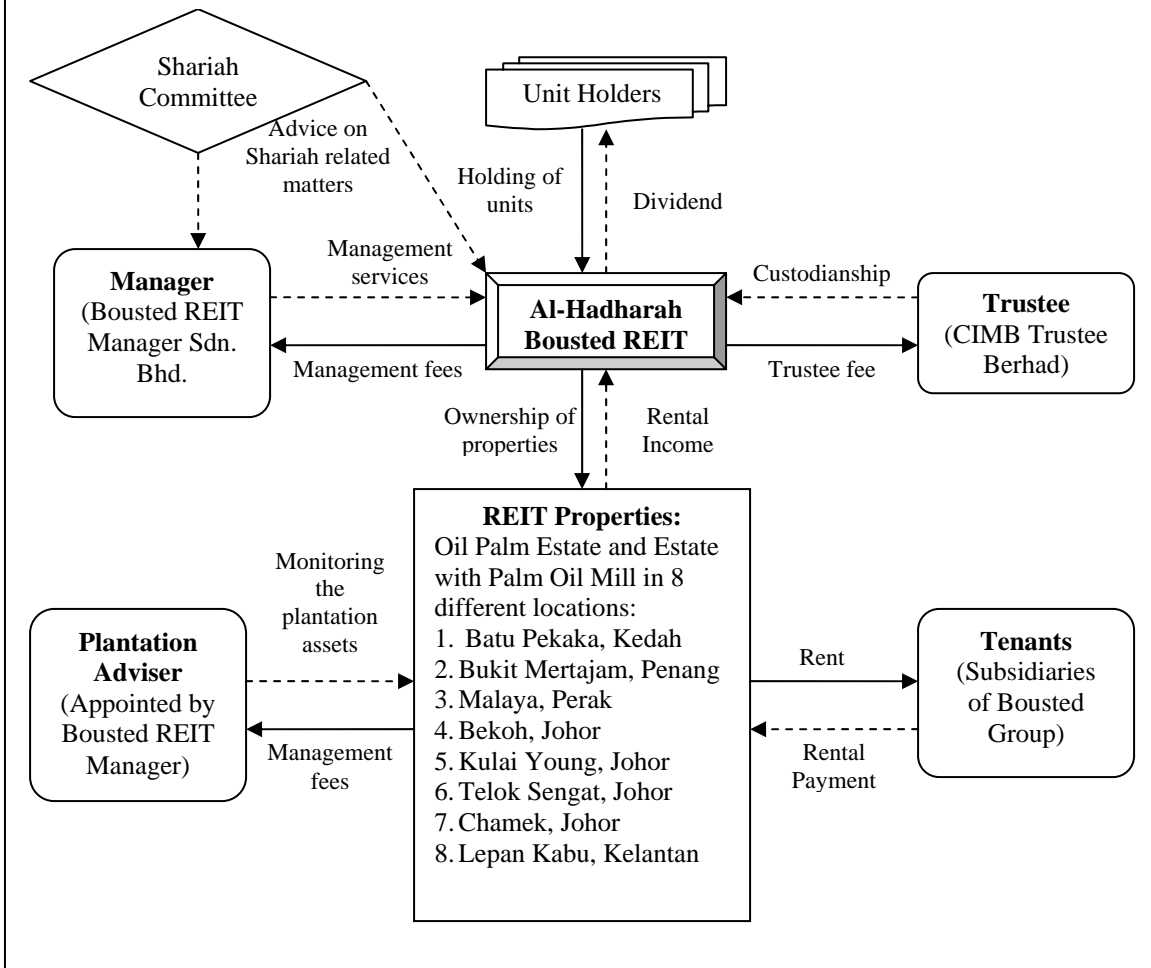 Shariah
Committee
Unit Holders
Advice on
Shariah related
matters
Holding of
units
Dividend
Manager
(Bousted REIT
Manager Sdn.
Bhd.
Management
services
Management fees
Al-Hadharah
Bousted REIT
Custodianship
Trustee fee
Trustee
(CIMB Trustee
Berhad)
Ownership of
properties
Rental
Income
REIT Properties:
Oil Palm Estate and Estate
with Palm Oil Mill in 8
different locations:
1. Batu Pekaka, Kedah
2. Bukit Mertajam, Penang
3. Malaya, Perak
4. Bekoh, Johor
5. Kulai Young, Johor
6. Telok Sengat, Johor
7. Chamek, Johor
8. Lepan Kabu, Kelantan
Monitoring
the
plantation
assets
Plantation
Adviser
(Appointed by
Bousted REIT
Manager)
Management
fees
Rent
Rental
Payment
Tenants
(Subsidiaries
of Bousted
Group)